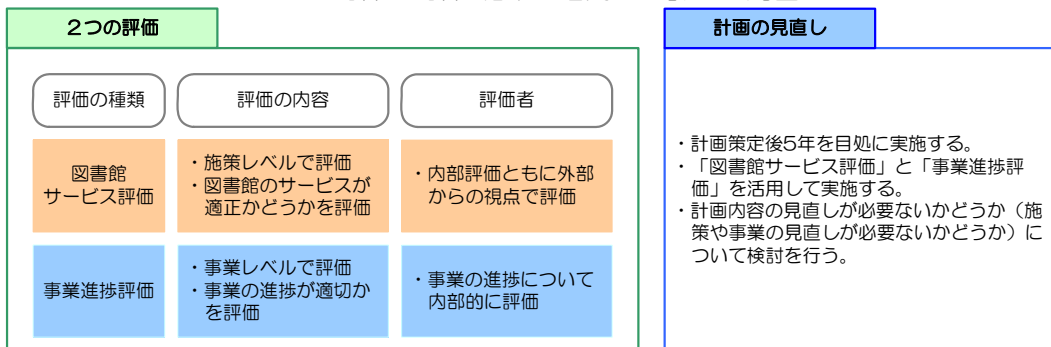 2つの評価
評価の種類
評価の内容
評価者
図書館
サービス評価
・施策レベルで評価
・図書館のサービスが
適正かどうかを評価
・内部評価ともに外部
からの視点で評価
事業進捗評価
・事業レベルで評価
・事業の進捗が適切か
を評価
・事業の進捗について
内部的に評価
計画の見直し
・計画策定後5年を目処に実施する。
・「図書館サービス評価」と「事業進捗評
価」を活用して実施する。
・計画内容の見直しが必要ないかどうか（施
策や事業の見直しが必要ないかどうか）に
ついて検討を行う。